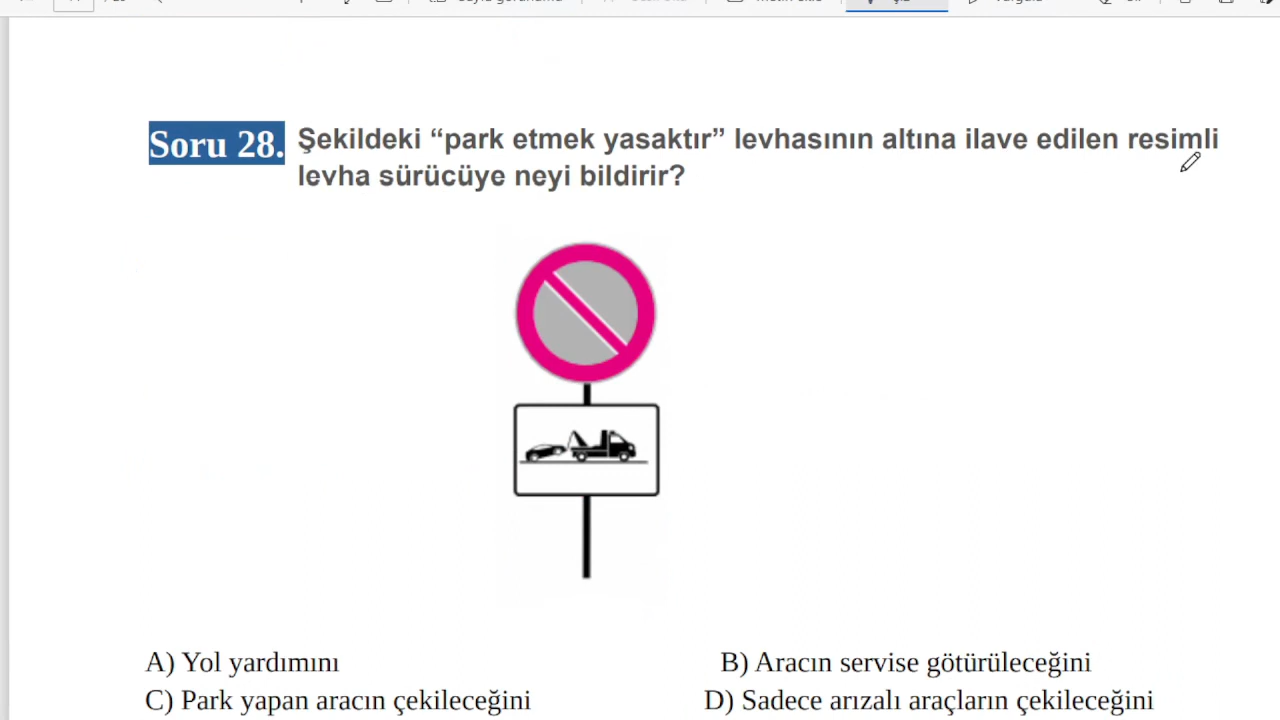 Soru 28. Şekildeki “park etmek yasaktır” levhasının altına ilave edilen resimli
levha sürücüye neyi bildirir?
A) Yol yardımını
B) Aracın servise götürüleceğini
C) Park yapan aracın çekileceğini
D) Sadece arızalı araçların çekileceğini